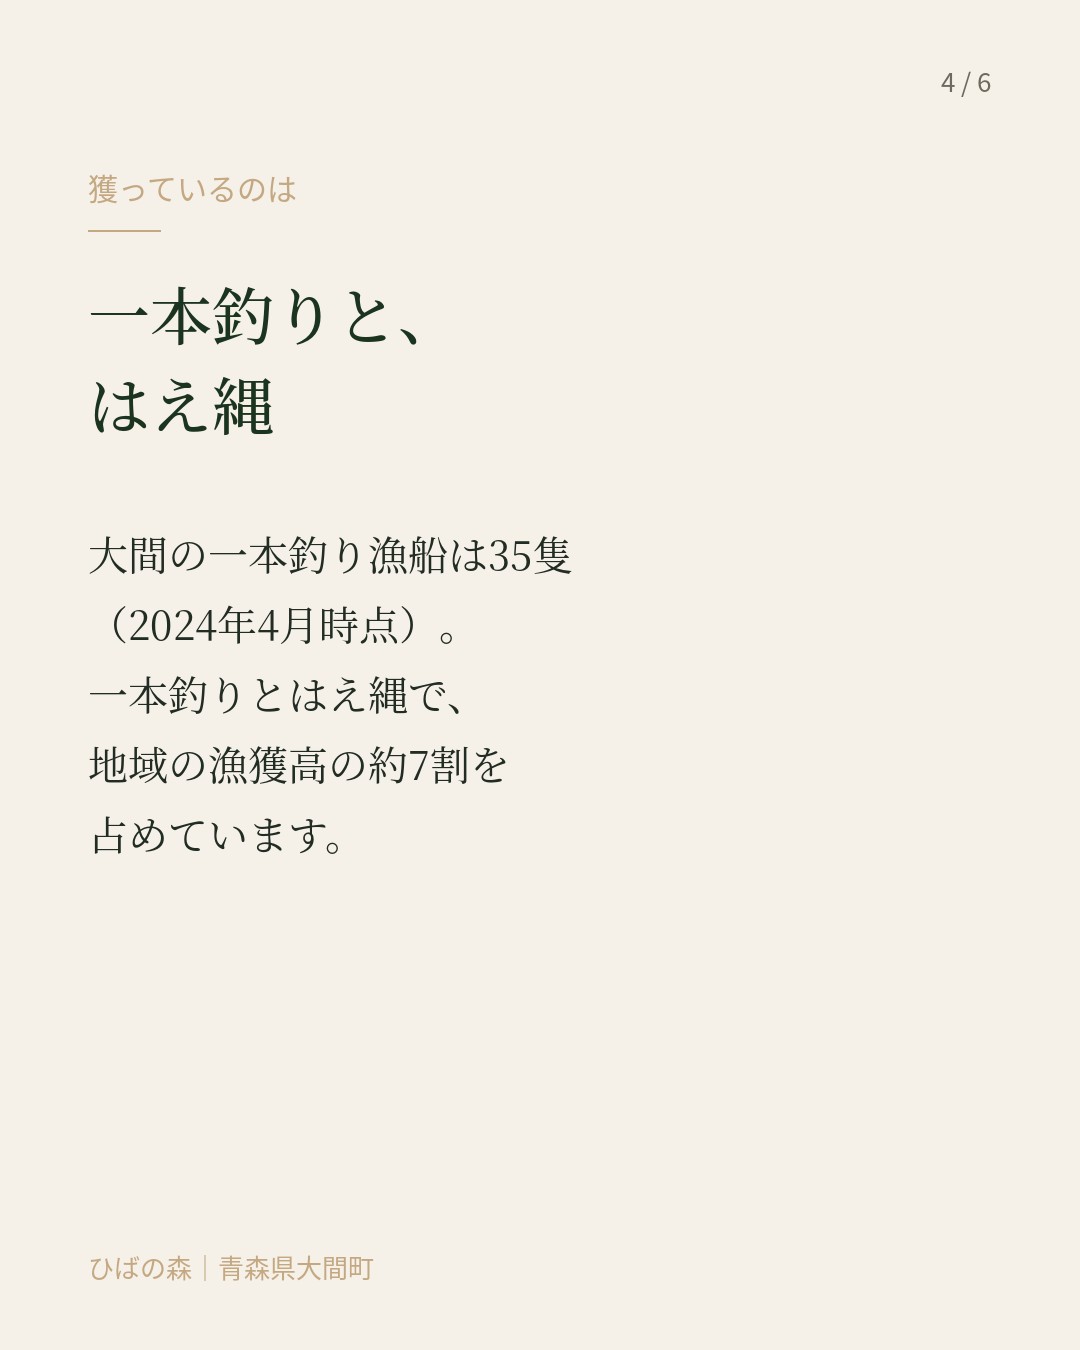 4 / 6
獲っているのは
一本釣りと、
はえ縄
大間の一本釣り漁船は35隻
（2024年4月時点）。
一本釣りとはえ縄で、
地域の漁獲高の約7割を
占めています。
ひばの森｜青森県大間町